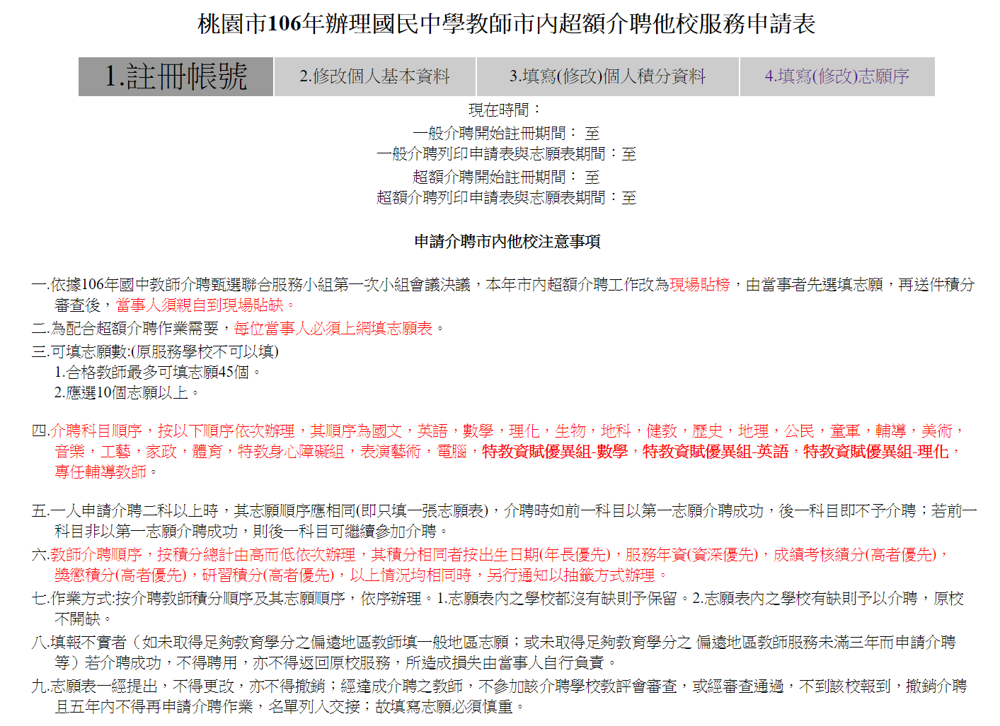 桃園市106年辦理國民中學教師市內超額介聘他校服務申請表
1.註冊帳號
2.修改個人基本資料
3.填寫(修改)個人積分資料
4.填寫(修改)志願序
現在時間：
一般介聘開始註冊期間： 至
一般介聘列印申請表與志願表期間：至
超額介聘開始註冊期間： 至
超額介聘列印申請表與志願表期間：至
申請介聘市內他校注意事項
一.依據106年國中教師介聘甄選聯合服務小組第一次小組會議決議，本年市內超額介聘工作改為現場貼榜，由當事者先選填志願，再送件積分
審查後，當事人須親自到現場貼缺。
二.為配合超額介聘作業需要，每位當事人必須上網填志願表。
三.可填志願數:(原服務學校不可以填)
1.合格教師最多可填志願45個。
2.應選10個志願以上。
四.介聘科目順序，按以下順序依次辦理，其順序為國文，英語，數學，理化，生物，地科，健教，歷史，地理，公民，童軍，輔導，美術，
音樂，工藝，家政，體育，特教身心障礙組，表演藝術，電腦，特教資賦優異組-數學，特教資賦優異組-英語，特教資賦優異組-理化，
專任輔導教師。
五.一人申請介聘二科以上時，其志願順序應相同(即只填一張志願表)，介聘時如前一科目以第一志願介聘成功，後一科目即不予介聘；若前一
科目非以第一志願介聘成功，則後一科目可繼續參加介聘。
六.教師介聘順序，按積分總計由高而低依次辦理，其積分相同者按出生日期(年長優先)，服務年資(資深優先)，成績考核績分(高者優先)，
獎懲積分(高者優先)，研習積分(高者優先)，以上情況均相同時，另行通知以抽籤方式辦理。
七.作業方式:按介聘教師積分順序及其志願順序，依序辦理。1.志願表內之學校都沒有缺則予保留。2.志願表內之學校有缺則予以介聘，原校
不開缺。
八.填報不實者（如未取得足夠教育學分之偏遠地區教師填一般地區志願；或未取得足夠教育學分之 偏遠地區教師服務未滿三年而申請介聘
等）若介聘成功，不得聘用，亦不得返回原校服務，所造成損失由當事人自行負責。
九.志願表一經提出，不得更改，亦不得撤銷；經達成介聘之教師，不參加該介聘學校教評會審查，或經審查通過，不到該校報到，撤銷介聘
且五年內不得再申請介聘作業，名單列入交接；故填寫志願必須慎重。